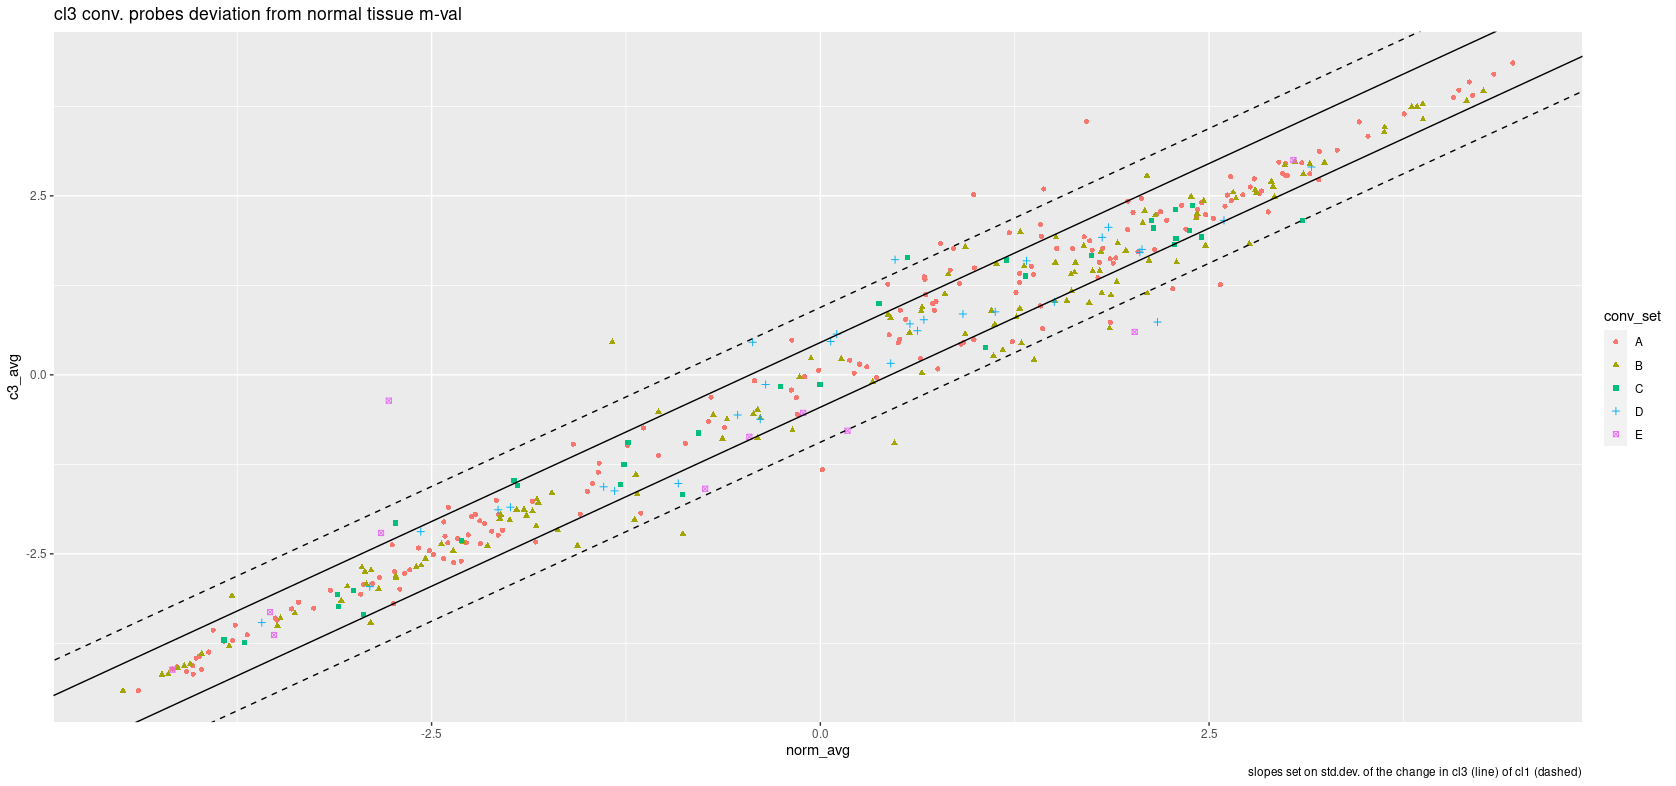 cl3 conv. probes deviation from normal tissue m-val
c3_avg
2.5
0.0
-2.5
-2.5
0.0
2.5
norm_avg
conv_set
A
B
C
D
E
slopes set on std.dev. of the change in cl3 (line) of cl1 (dashed)